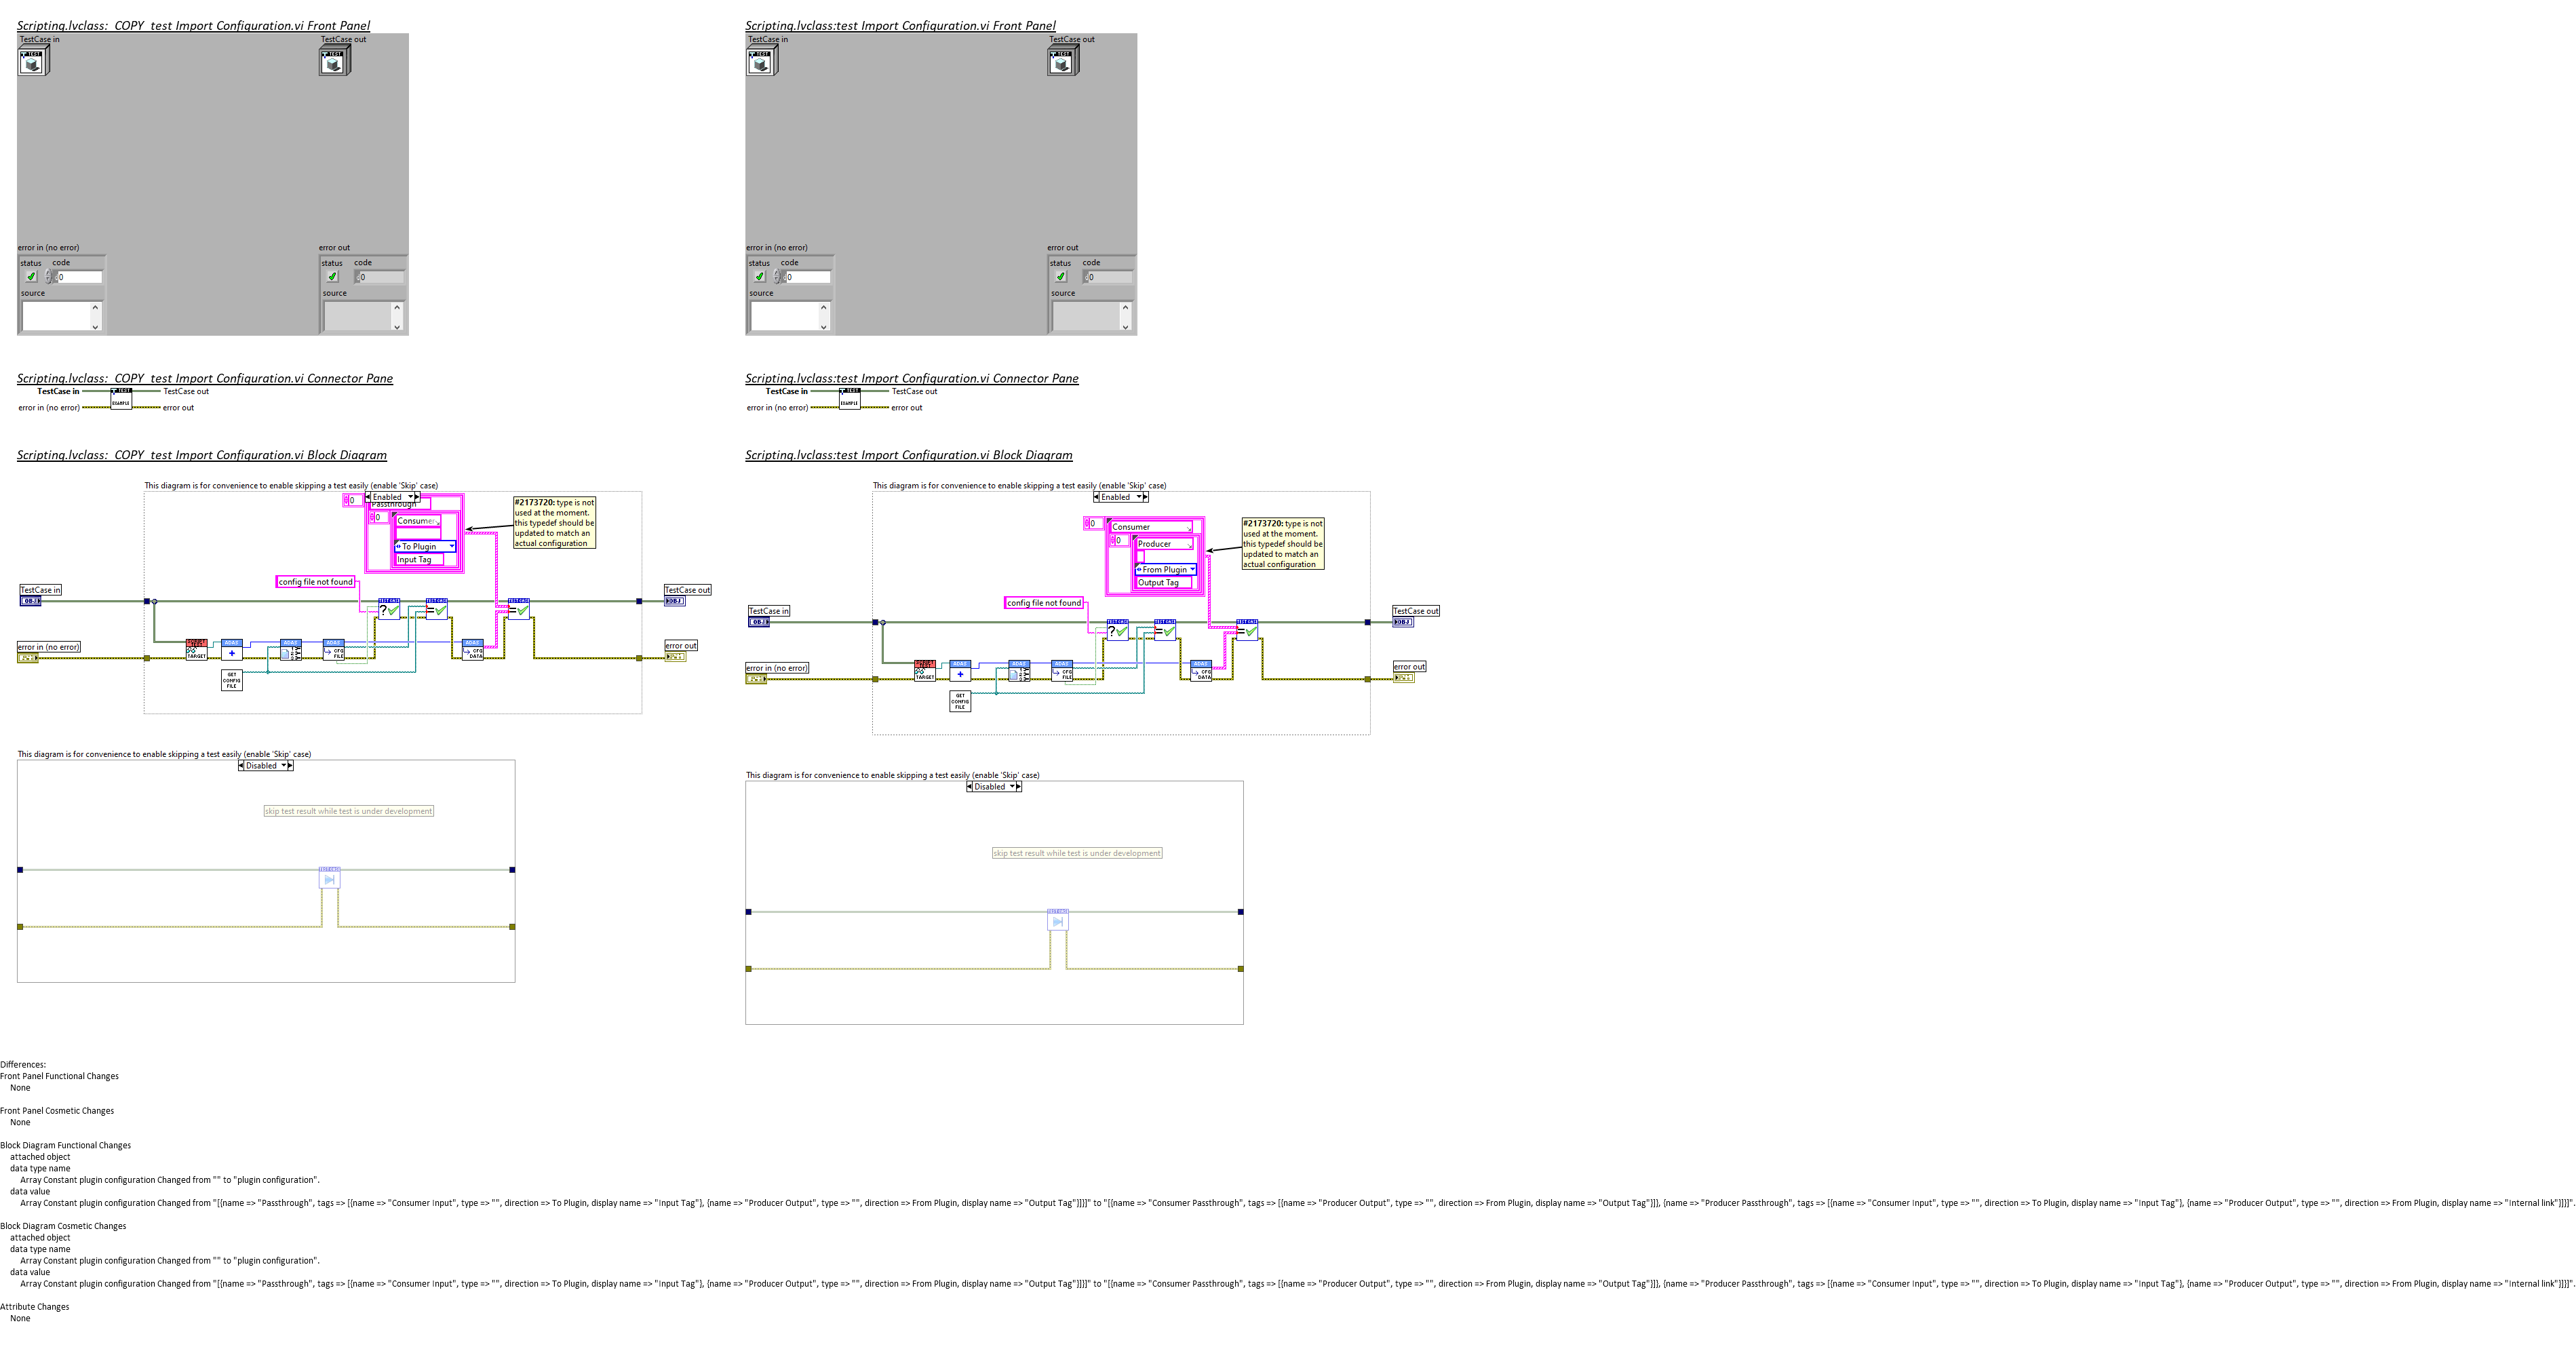 Scripting.lvclass:_COPY_test Import Configuration.vi Front Panel
TestCase in
TestCase out
TEST
TEST
error in (no error)
error out
status code
0
source
status code
0
source
Scripting.lvclass:test Import Configuration.vi Front Panel
TestCase in
TestCase out
TEST
TEST
error in (no error)
error out
status code
0
source
status code
0
source
Scripting.lvclass:_COPY_test Import Configuration.vi Connector Pane
TestCase in
TestCase out
error in (no error)
error out
TEST
EXAMPLE
Scripting.lvclass:test Import Configuration.vi Connector Pane
TestCase in
TestCase out
error in (no error)
error out
TEST
EXAMPLE
Scripting.lvclass:_COPY_test Import Configuration.vi Block Diagram
This diagram is for convenience to enable skipping a test easily (enable 'Skip' case)
Enabled
0
Passthrough
0
Consumer
To Plugin
Input Tag
#2173720: type is not
used at the moment.
this typedef should be
updated to match an
actual configuration
config file not found
TestCase in
OBJ
TestCase out
OBJ
error in (no error)
error out
TARGET
ADAS
ADAS
ADAS
CFG
FILE
CFG
DATA
GET
CONFIG
FILE
This diagram is for convenience to enable skipping a test easily (enable 'Skip' case)
Disabled
skip test result while test is under development
Scripting.lvclass:test Import Configuration.vi Block Diagram
This diagram is for convenience to enable skipping a test easily (enable 'Skip' case)
Enabled
0
Consumer
0
Producer
From Plugin
Output Tag
#2173720: type is not
used at the moment.
this typedef should be
updated to match an
actual configuration
config file not found
TestCase in
OBJ
TestCase out
OBJ
error in (no error)
error out
TARGET
ADAS
ADAS
ADAS
CFG
FILE
CFG
DATA
GET
CONFIG
FILE
This diagram is for convenience to enable skipping a test easily (enable 'Skip' case)
Disabled
skip test result while test is under development
Differences:
Front Panel Functional Changes
None
Front Panel Cosmetic Changes
None
Block Diagram Functional Changes
attached object
data type name
Array Constant plugin configuration Changed from "" to "plugin configuration".
data value
Array Constant plugin configuration Changed from "[{name => "Passthrough", tags => [{name => "Consumer Input", type => "", direction => To Plugin, display name => "Input Tag"}, {name => "Producer Output", type => "", direction => From Plugin, display name => "Output Tag"}]}]" to "[{name => "Consumer Passthrough", tags => [{name => "Producer Output", type => "", direction => From Plugin, display name => "Output Tag"}]}, {name => "Producer Passthrough", tags => [{name => "Consumer Input", type => "", direction => To Plugin, display name => "Input Tag"}, {name => "Producer Output", type => "", direction => From Plugin, display name => "Internal link"}]}]".
Block Diagram Cosmetic Changes
attached object
data type name
Array Constant plugin configuration Changed from "" to "plugin configuration".
data value
Array Constant plugin configuration Changed from "[{name => "Passthrough", tags => [{name => "Consumer Input", type => "", direction => To Plugin, display name => "Input Tag"}, {name => "Producer Output", type => "", direction => From Plugin, display name => "Output Tag"}]}]" to "[{name => "Consumer Passthrough", tags => [{name => "Producer Output", type => "", direction => From Plugin, display name => "Output Tag"}]}, {name => "Producer Passthrough", tags => [{name => "Consumer Input", type => "", direction => To Plugin, display name => "Input Tag"}, {name => "Producer Output", type => "", direction => From Plugin, display name => "Internal link"}]}]".
Attribute Changes
None